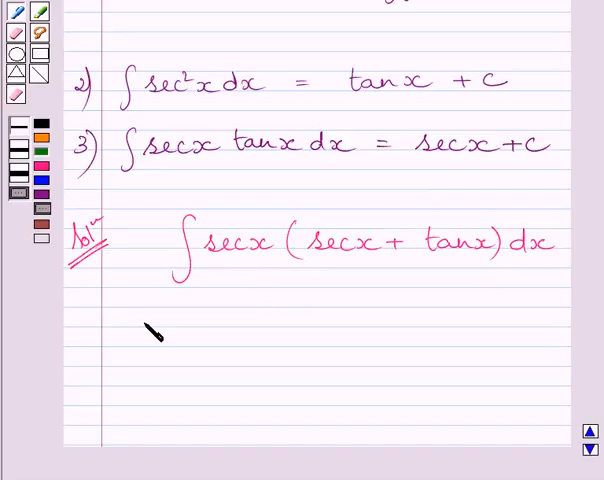 2) ∫ sec²x dx = tanx + c
3) ∫ secx tanx dx = secx + c
Solⁿ ∫ secx ( secx + tanx ) dx